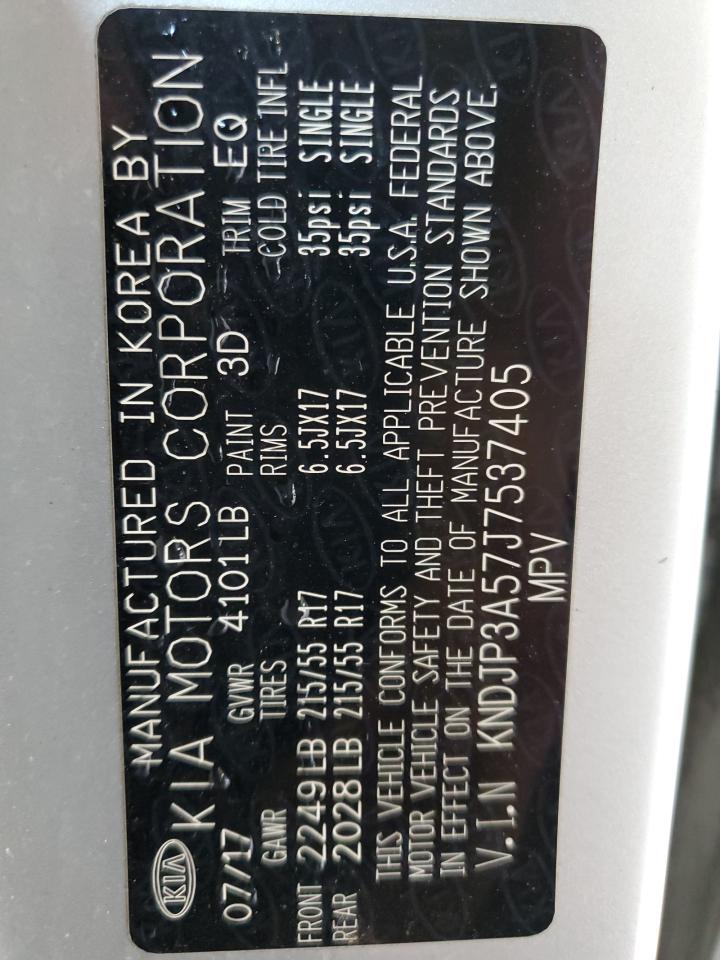 KIA
MANUFACTURED IN KOREA BY
KIA MOTORS CORPORATION
07/17 GVWR 4101LB PAINT 3D TRIM EQ
GAWR TIRES RIMS COLD TIRE INFL
FRONT 2249LB 215/55 R17 6.5JX17 35psi SINGLE
REAR 2028LB 215/55 R17 6.5JX17 35psi SINGLE
THIS VEHICLE CONFORMS TO ALL APPLICABLE U.S.A. FEDERAL
MOTOR VEHICLE SAFETY AND THEFT PREVENTION STANDARDS
IN EFFECT ON THE DATE OF MANUFACTURE SHOWN ABOVE.
V.I.N KNDJP3A57J7537405
MPV